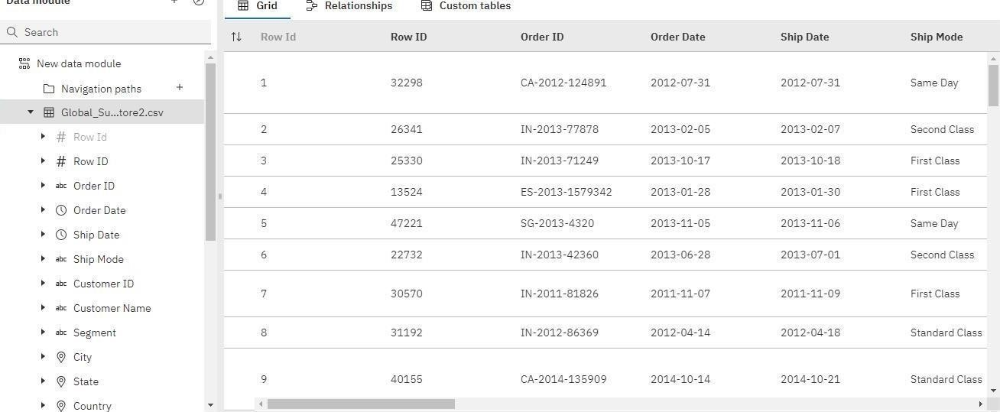 Data module +
Search
New data module
Navigation paths +
Global_Su...tore2.csv
# Row Id
# Row ID
abc Order ID
Order Date
Ship Date
abc Ship Mode
abc Customer ID
abc Customer Name
abc Segment
City
State
Country
Grid Relationships Custom tables
Row Id Row ID Order ID Order Date Ship Date Ship Mode
1 32298 CA-2012-124891 2012-07-31 2012-07-31 Same Day
2 26341 IN-2013-77878 2013-02-05 2013-02-07 Second Class
3 25330 IN-2013-71249 2013-10-17 2013-10-18 First Class
4 13524 ES-2013-1579342 2013-01-28 2013-01-30 First Class
5 47221 SG-2013-4320 2013-11-05 2013-11-06 Same Day
6 22732 IN-2013-42360 2013-06-28 2013-07-01 Second Class
7 30570 IN-2011-81826 2011-11-07 2011-11-09 First Class
8 31192 IN-2012-86369 2012-04-14 2012-04-18 Standard Class
9 40155 CA-2014-135909 2014-10-14 2014-10-21 Standard Class